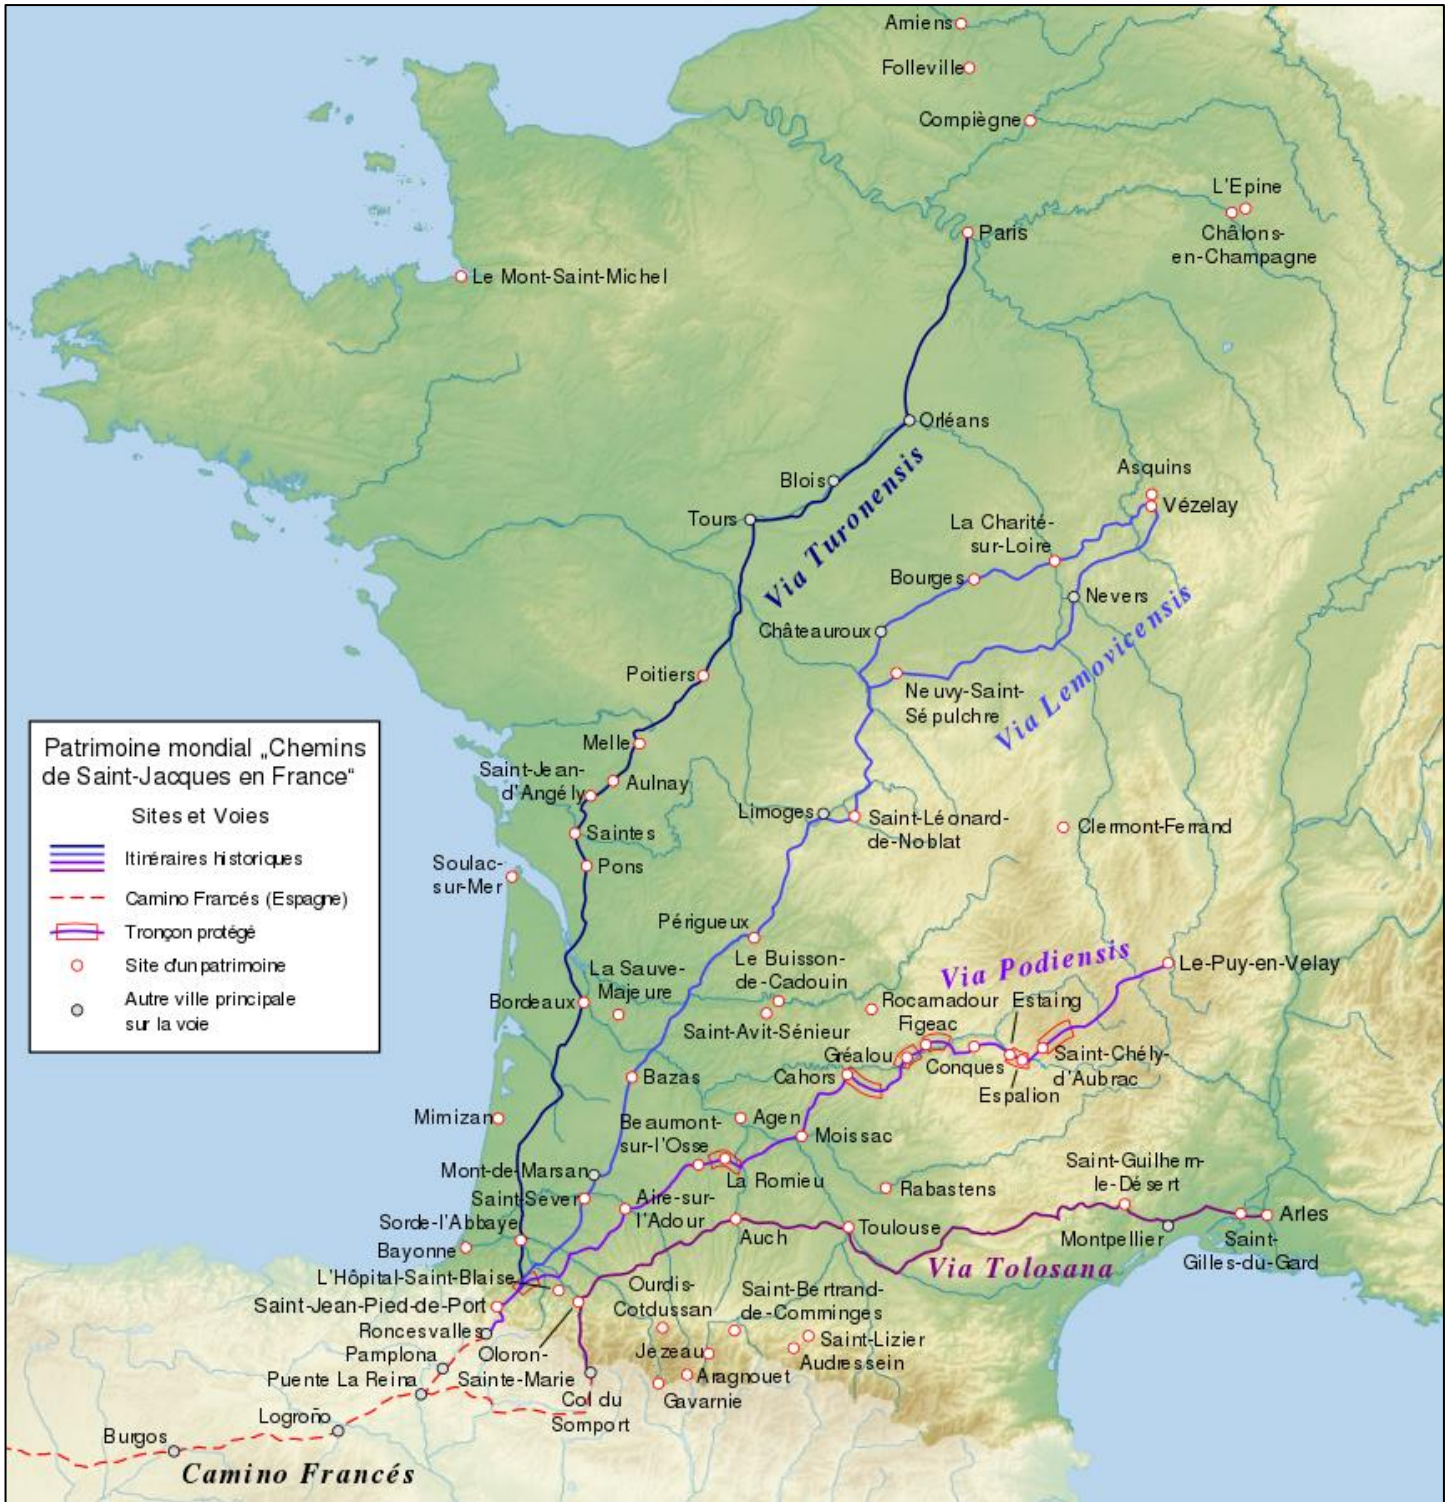 Amiens
Folleville
Compiègne
L'Epine
Châlons-
en-Champagne
Paris
Le Mont-Saint-Michel
Orléans
Blois
Tours
Via Turonensis
Asquins
Vézelay
La Charité-
sur-Loire
Bourges
Nevers
Châteauroux
Via Lemovicensis
Poitiers
Neuvy-Saint-
Sépulchre
Melle
Saint-Jean-
d'Angély
Aulnay
Limoges
Saint-Léonard-
de-Noblat
Clermont-Ferrand
Saintes
Pons
Soulac-
sur-Mer
Patrimoine mondial „Chemins
de Saint-Jacques en France“
Sites et Voies
Itinéraires historiques
Camino Francés (Espagne)
Tronçon protégé
Site d'un patrimoine
Autre ville principale
sur la voie
Périgueux
Le Buisson-
de-Cadouin
La Sauve-
Majeure
Bordeaux
Saint-Avit-Sénieur
Via Podiensis
Le-Puy-en-Velay
Rocamadour
Estaing
Figeac
Gréalou
Conques
Saint-Chély-
d'Aubrac
Espalion
Cahors
Bazas
Mimizan
Agen
Beaumont-
sur-l'Osse
Moissac
La Romieu
Mont-de-Marsan
Saint-Sever
Aire-sur-
l'Adour
Rabastens
Saint-Guilhem-
le-Désert
Sorde-l'Abbaye
Bayonne
Auch
Toulouse
Montpellier
Arles
Saint-
Gilles-du-Gard
Via Tolosana
L'Hôpital-Saint-Blaise
Saint-Jean-Pied-de-Port
Ourdis-
Cotdussan
Saint-Bertrand-
de-Comminges
Roncesvalles
Pamplona
Oloron-
Sainte-Marie
Jezeau
Saint-Lizier
Audressein
Puente La Reina
Aragnouet
Gavarnie
Col du
Somport
Logroño
Burgos
Camino Francés